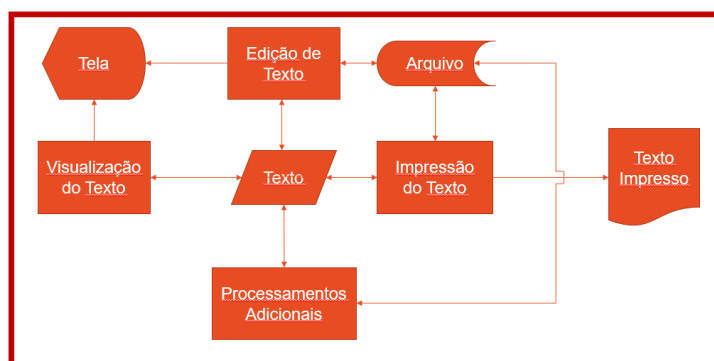 Tela
Edição de
Texto
Arquivo
Visualização
do Texto
Texto
Impressão
do Texto
Texto
Impresso
Processamentos
Adicionais